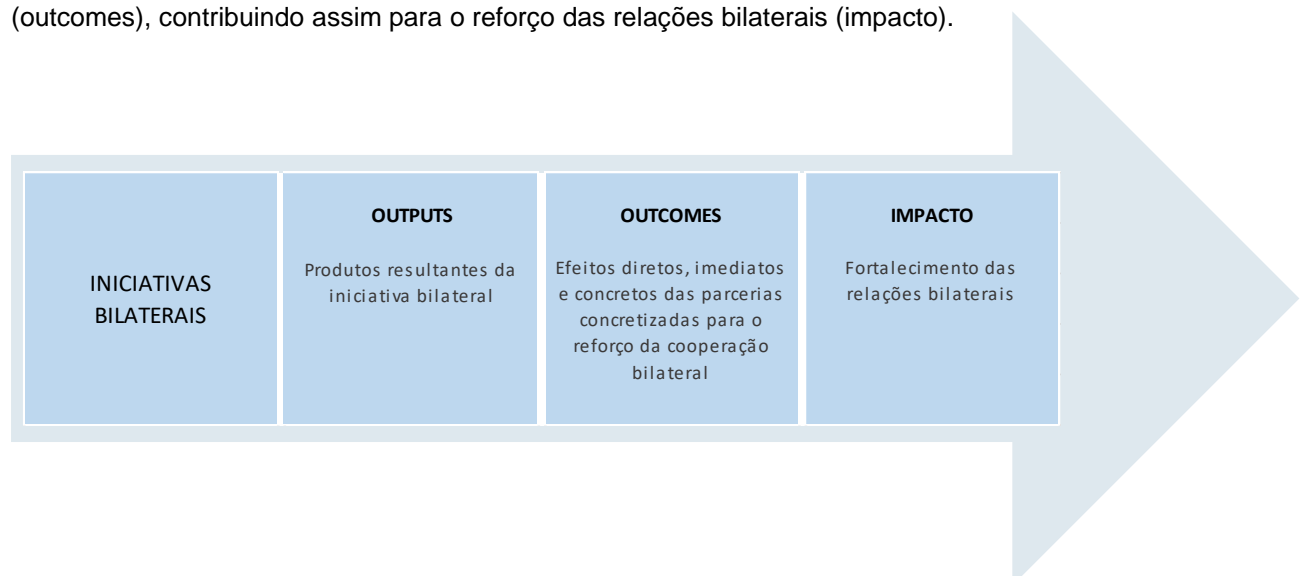 (outcomes), contribuindo assim para o reforço das relações bilaterais (impacto).
INICIATIVAS
BILATERAIS
OUTPUTS
Produtos resultantes da
iniciativa bilateral
OUTCOMES
Efeitos diretos, imediatos
e concretos das parcerias
concretizadas para o
reforço da cooperação
bilateral
IMPACTO
Fortalecimento das
relações bilaterais